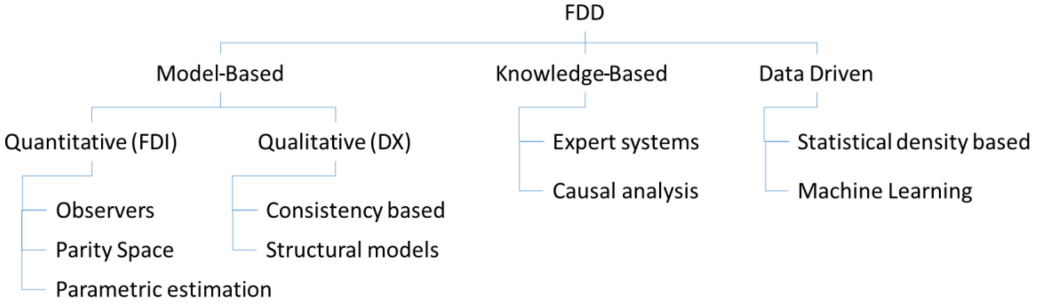 FDD
Model-Based
Knowledge-Based
Data Driven
Quantitative (FDI)
Qualitative (DX)
Expert systems
Statistical density based
Causal analysis
Machine Learning
Observers
Consistency based
Parity Space
Structural models
Parametric estimation